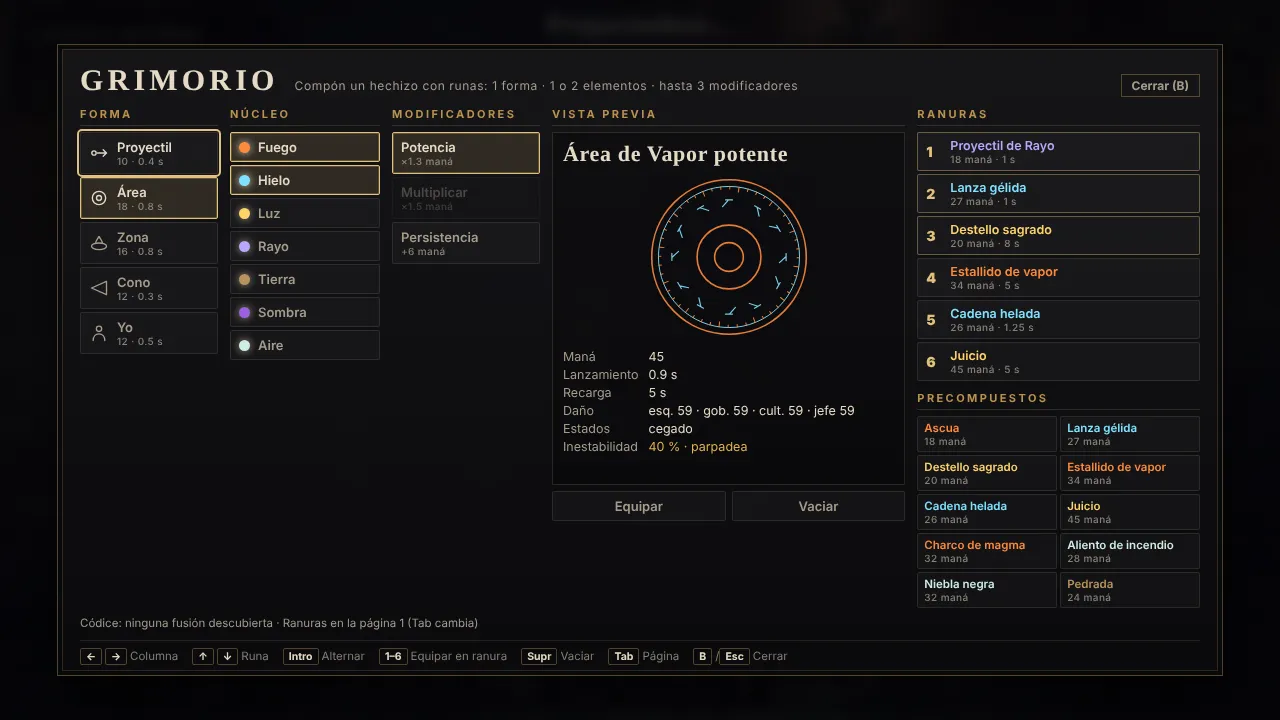 GRIMORIO
Compón un hechizo con runas: 1 forma · 1 o 2 elementos · hasta 3 modificadores
Cerrar (B)
FORMA
Proyectil
10 · 0.4 s
Área
18 · 0.8 s
Zona
16 · 0.8 s
Cono
12 · 0.3 s
Yo
12 · 0.5 s
NÚCLEO
Fuego
Hielo
Luz
Rayo
Tierra
Sombra
Aire
MODIFICADORES
Potencia
×1.3 maná
Multiplicar
×1.5 maná
Persistencia
+6 maná
VISTA PREVIA
Área de Vapor potente
Maná 45
Lanzamiento 0.9 s
Recarga 5 s
Daño esq. 59 · gob. 59 · cult. 59 · jefe 59
Estados cegado
Inestabilidad 40 % · parpadea
Equipar
Vaciar
RANURAS
1 Proyectil de Rayo
18 maná · 1 s
2 Lanza gélida
27 maná · 1 s
3 Destello sagrado
20 maná · 8 s
4 Estallido de vapor
34 maná · 5 s
5 Cadena helada
26 maná · 1.25 s
6 Juicio
45 maná · 5 s
PRECOMPUESTOS
Ascua
18 maná
Lanza gélida
27 maná
Destello sagrado
20 maná
Estallido de vapor
34 maná
Cadena helada
26 maná
Juicio
45 maná
Charco de magma
32 maná
Aliento de incendio
28 maná
Niebla negra
32 maná
Pedrada
24 maná
Códice: ninguna fusión descubierta · Ranuras en la página 1 (Tab cambia)
← → Columna ↑ ↓ Runa Intro Alternar 1–6 Equipar en ranura Supr Vaciar Tab Página B / Esc Cerrar